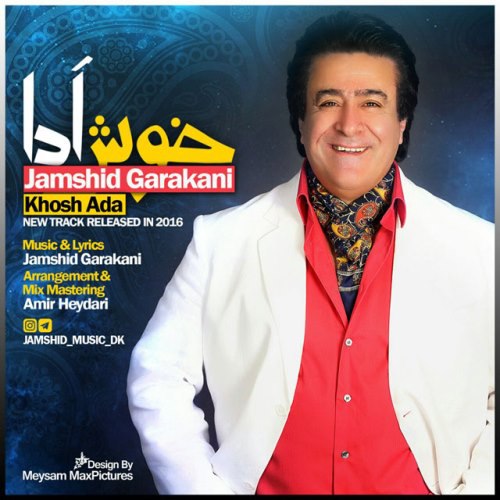 خوش اَدا
Jamshid Garakani
Khosh Ada
NEW TRACK RELEASED IN 2016
Music & Lyrics
Jamshid Garakani
Arrangement &
Mix Mastering
Amir Heydari
JAMSHID_MUSIC_DK
Design By
Meysam MaxPictures